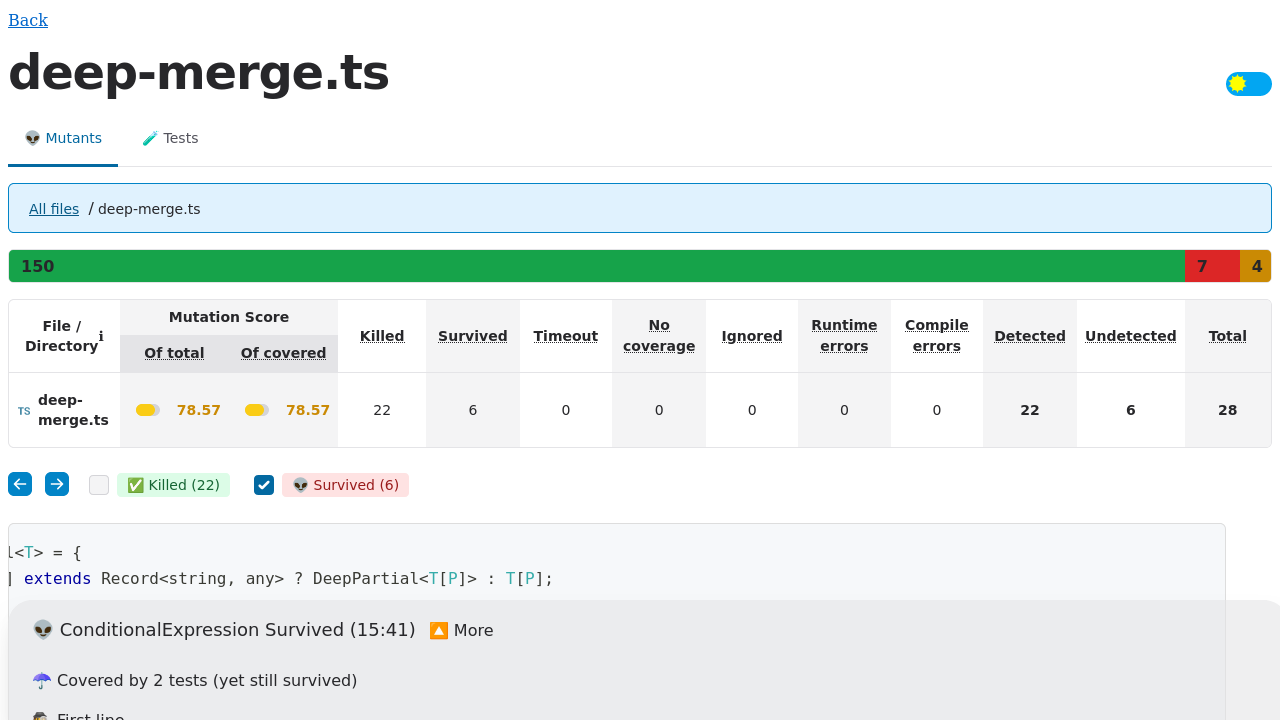 Back
deep-merge.ts
👽 Mutants
🧪 Tests
All files / deep-merge.ts
150 7 4
File / Directory ℹ
Mutation Score
Of total
Of covered
Killed
Survived
Timeout
No coverage
Ignored
Runtime errors
Compile errors
Detected
Undetected
Total
TS deep-merge.ts 78.57 78.57 22 6 0 0 0 0 0 22 6 28
✅ Killed (22)
👽 Survived (6)
<T> = {
extends Record<string, any> ? DeepPartial<T[P]> : T[P];
👽 ConditionalExpression Survived (15:41) 🔼 More
☂️ Covered by 2 tests (yet still survived)
🕵️ First line